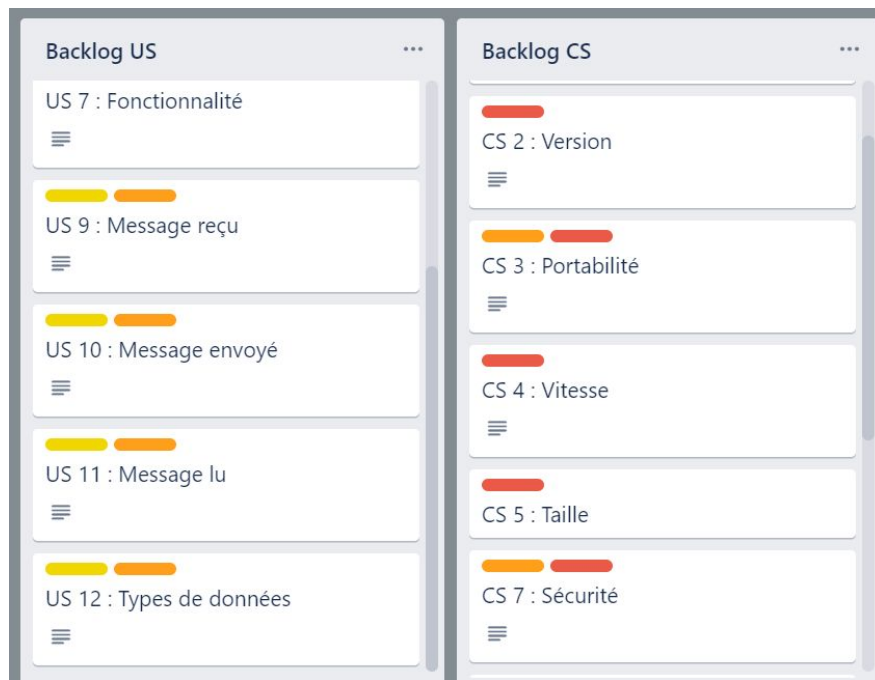 Backlog US
US 7 : Fonctionnalité
US 9 : Message reçu
US 10 : Message envoyé
US 11 : Message lu
US 12 : Types de données
Backlog CS
CS 2 : Version
CS 3 : Portabilité
CS 4 : Vitesse
CS 5 : Taille
CS 7 : Sécurité